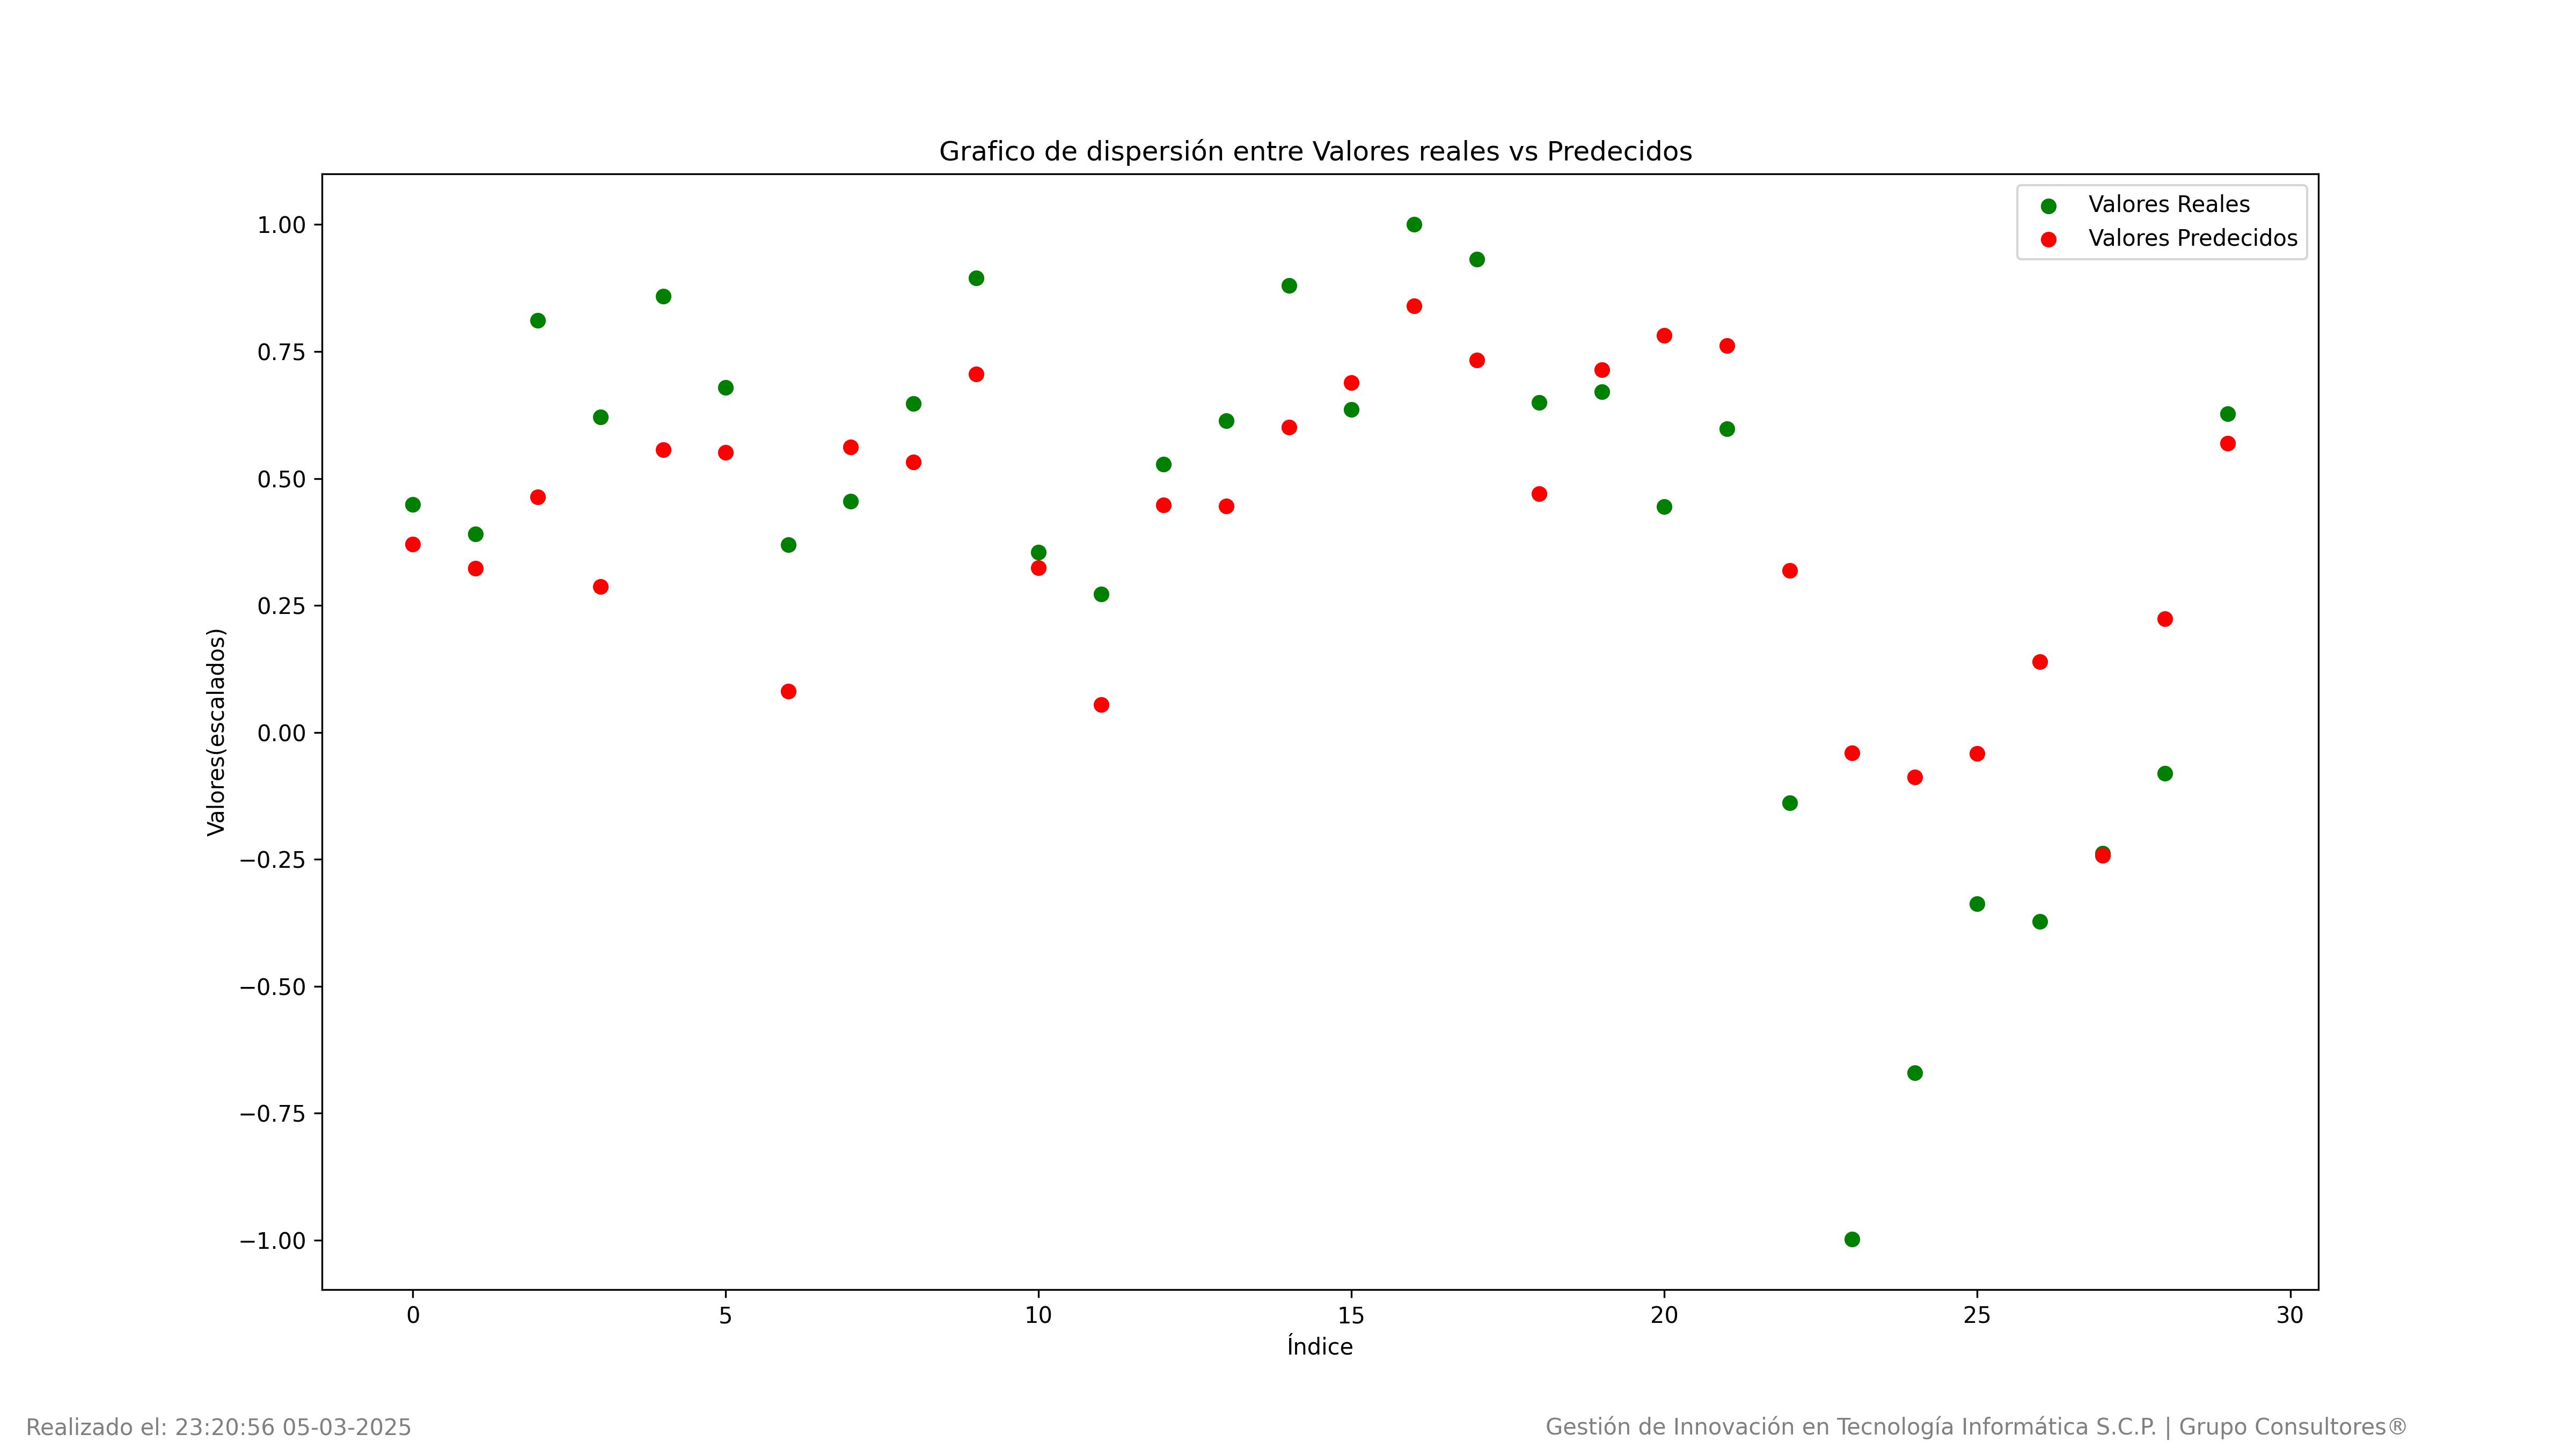 Grafico de dispersión entre Valores reales vs Predecidos
Valores Reales
Valores Predecidos
1.00
0.75
0.50
0.25
0.00
−0.25
−0.50
−0.75
−1.00
Valores(escalados)
0 5 10 15 20 25 30
Índice
Realizado el: 23:20:56 05-03-2025
Gestión de Innovación en Tecnología Informática S.C.P. | Grupo Consultores®